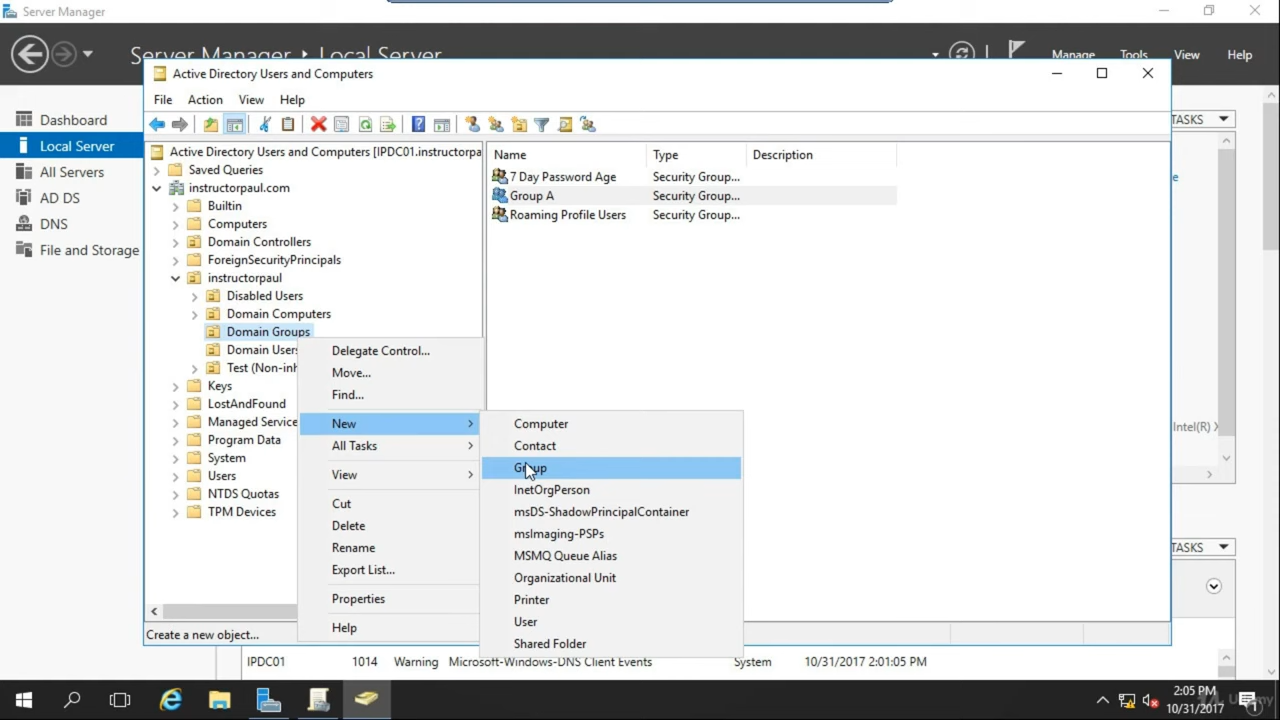 Server Manager
Server Manager • Local Server
Manage Tools View Help
Active Directory Users and Computers
File Action View Help
Dashboard
Local Server
All Servers
AD DS
DNS
File and Storage
Active Directory Users and Computers [IPDC01.instructorpa
Saved Queries
instructorpaul.com
Builtin
Computers
Domain Controllers
ForeignSecurityPrincipals
instructorpaul
Disabled Users
Domain Computers
Domain Groups
Domain Users
Test (Non-inh
Keys
LostAndFound
Managed Service
Program Data
System
Users
NTDS Quotas
TPM Devices
Name Type Description
7 Day Password Age Security Group...
Group A Security Group...
Roaming Profile Users Security Group...
Delegate Control...
Move...
Find...
New
All Tasks
View
Cut
Delete
Rename
Export List...
Properties
Help
Computer
Contact
Group
InetOrgPerson
msDS-ShadowPrincipalContainer
msImaging-PSPs
MSMQ Queue Alias
Organizational Unit
Printer
User
Shared Folder
TASKS
Intel(R) X
TASKS
Create a new object...
IPDC01 1014 Warning Microsoft-Windows-DNS Client Events System 10/31/2017 2:01:05 PM
2:05 PM
10/31/2017
Udemy
1